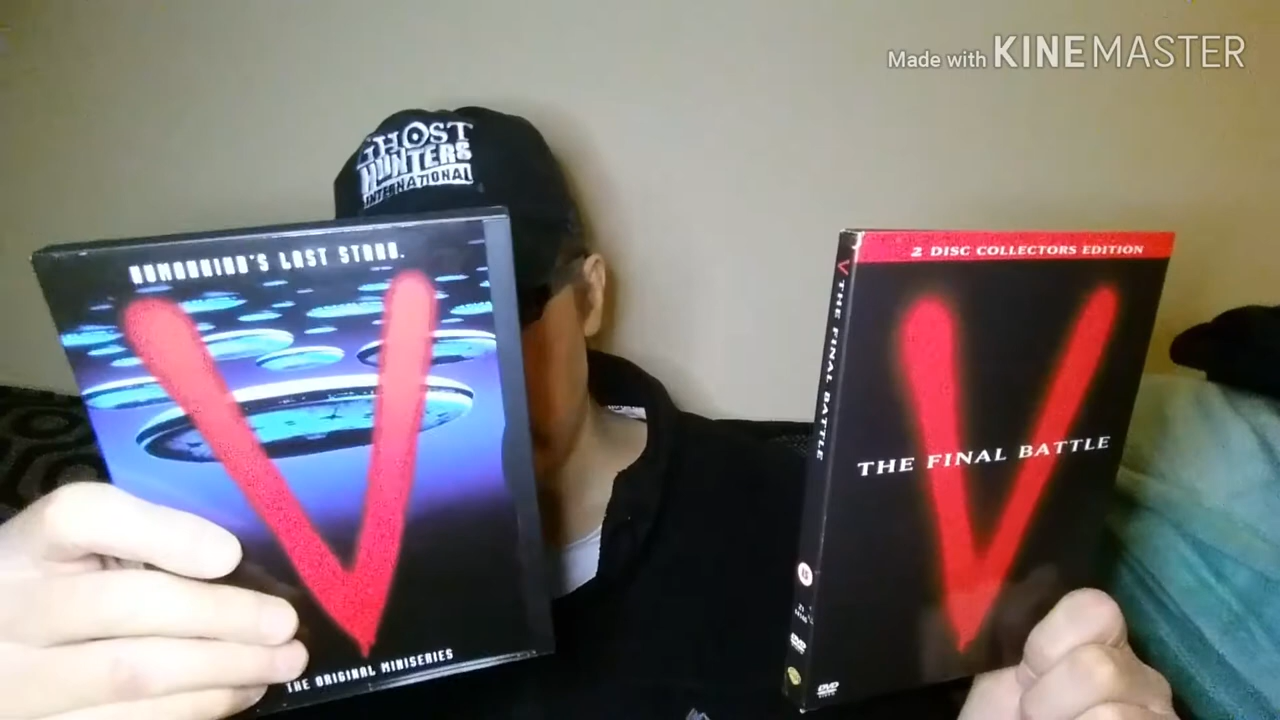 Made with KINEMASTER
GHOST
HUNTERS
INTERNATIONAL
HUMANKIND'S LAST STAND.
V
THE ORIGINAL MINISERIES
2 DISC COLLECTORS EDITION
V
THE FINAL BATTLE
V THE FINAL BATTLE
DVD
DVD